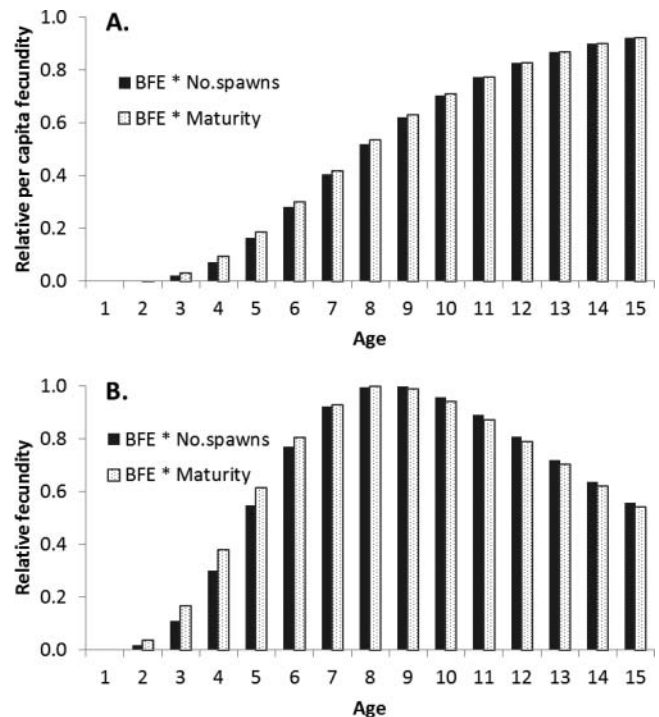 A.
Relative per capita fecundity
1.0
0.8
0.6
0.4
0.2
0.0
BFE * No.spawns
BFE * Maturity
1 2 3 4 5 6 7 8 9 10 11 12 13 14 15
Age
B.
Relative fecundity
1.0
0.8
0.6
0.4
0.2
0.0
BFE * No.spawns
BFE * Maturity
1 2 3 4 5 6 7 8 9 10 11 12 13 14 15
Age